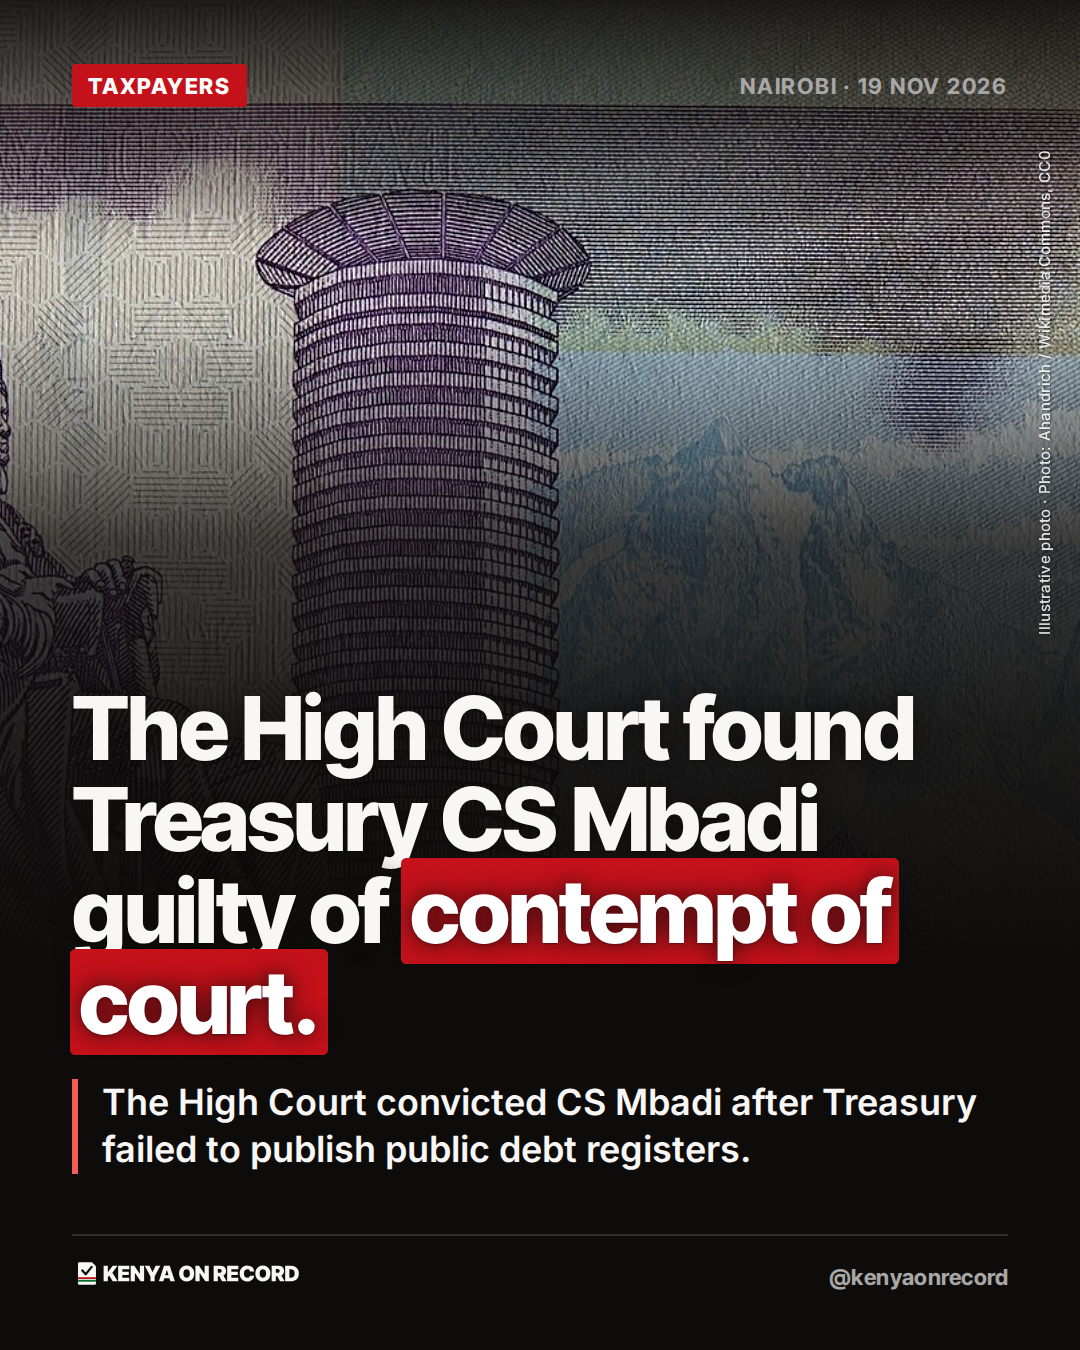 TAXPAYERS
NAIROBI · 19 NOV 2026
Illustrative photo · Photo: Ahandrich / Wikimedia Commons, CC0
The High Court found
Treasury CS Mbadi
guilty of contempt of
court.
The High Court convicted CS Mbadi after Treasury
failed to publish public debt registers.
KENYA ON RECORD
@kenyaonrecord